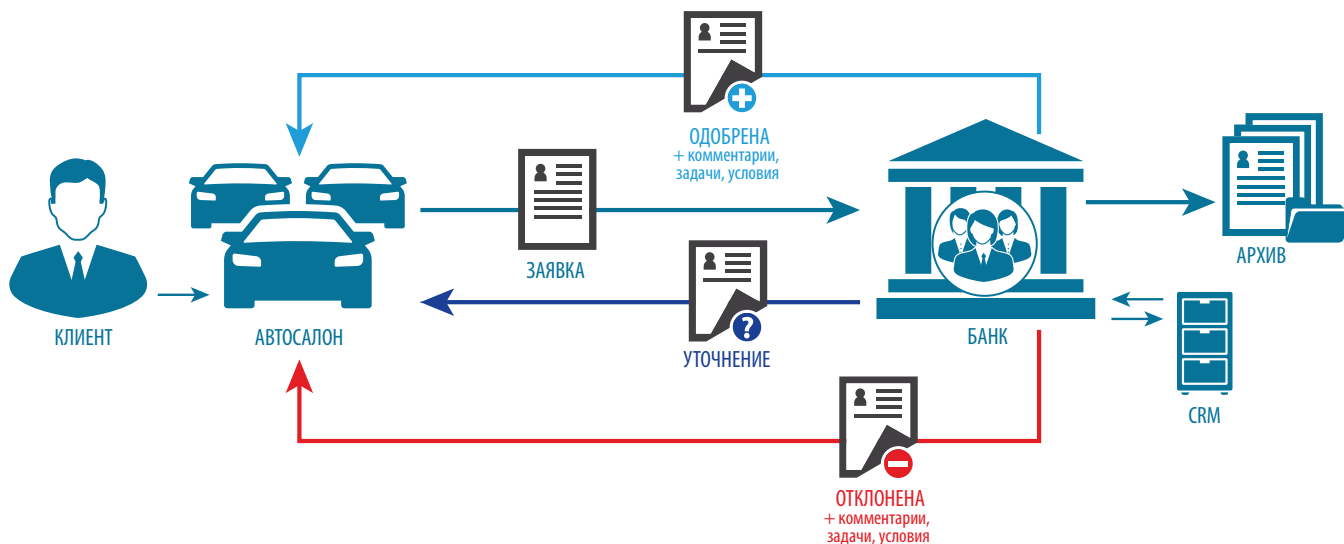 ОДОБРЕНА
+ комментарии,
задачи, условия
ЗАЯВКА
АРХИВ
КЛИЕНТ
АВТОСАЛОН
УТОЧНЕНИЕ
БАНК
CRM
ОТКЛОНЕНА
+ комментарии,
задачи, условия